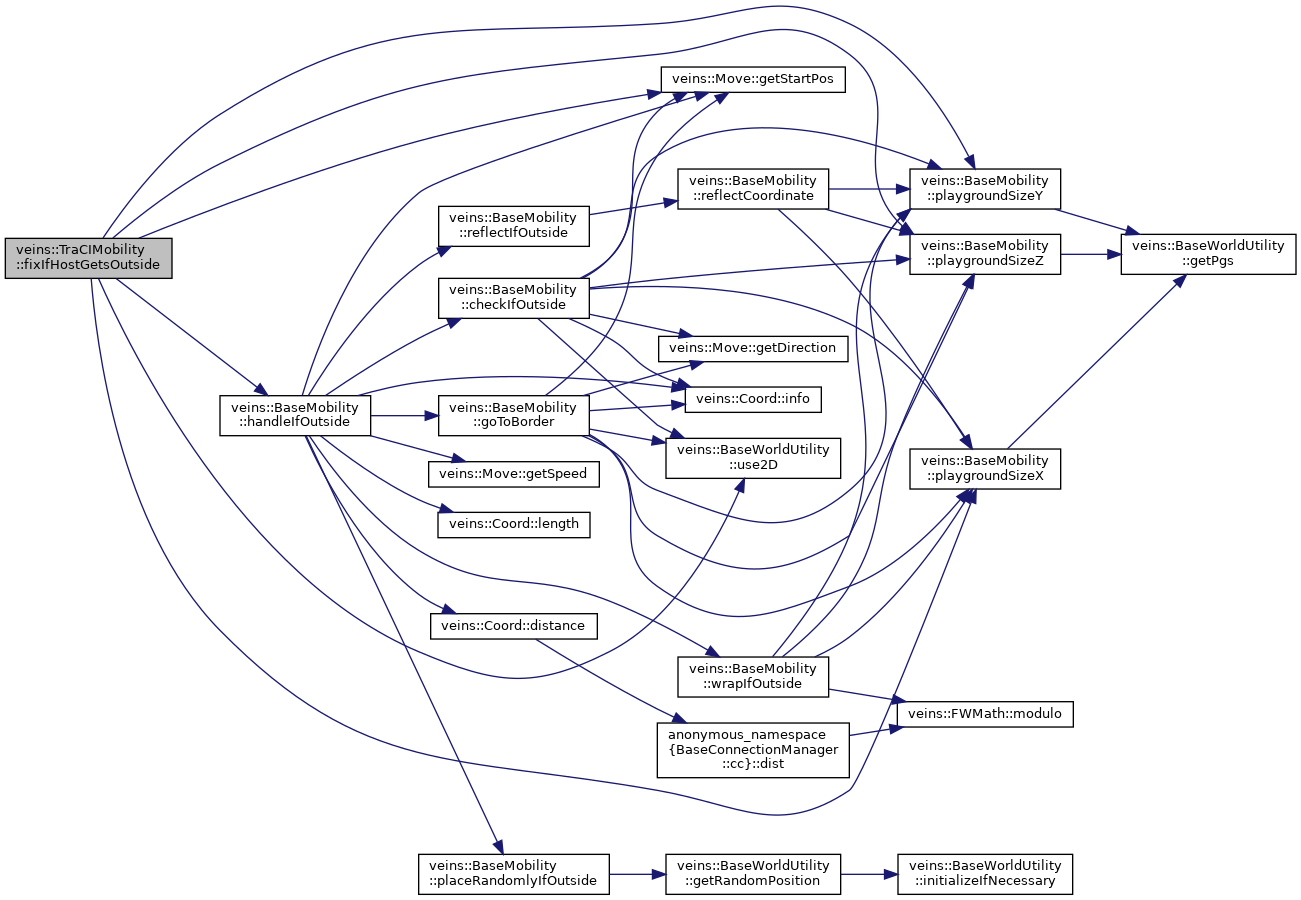 veins::TraCIMobility
::fixIfHostGetsOutside
veins::BaseMobility
::handleIfOutside
veins::Move::getStartPos
veins::BaseMobility
::reflectIfOutside
veins::BaseMobility
::reflectCoordinate
veins::BaseMobility
::checkIfOutside
veins::BaseMobility
::playgroundSizeY
veins::BaseMobility
::playgroundSizeZ
veins::BaseWorldUtility
::getPgs
veins::Move::getDirection
veins::Coord::info
veins::BaseMobility
::goToBorder
veins::BaseWorldUtility
::use2D
veins::BaseMobility
::playgroundSizeX
veins::Move::getSpeed
veins::Coord::length
veins::Coord::distance
veins::BaseMobility
::wrapIfOutside
veins::FWMath::modulo
anonymous_namespace
{BaseConnectionManager
::cc}::dist
veins::BaseMobility
::placeRandomlyIfOutside
veins::BaseWorldUtility
::getRandomPosition
veins::BaseWorldUtility
::initializeIfNecessary